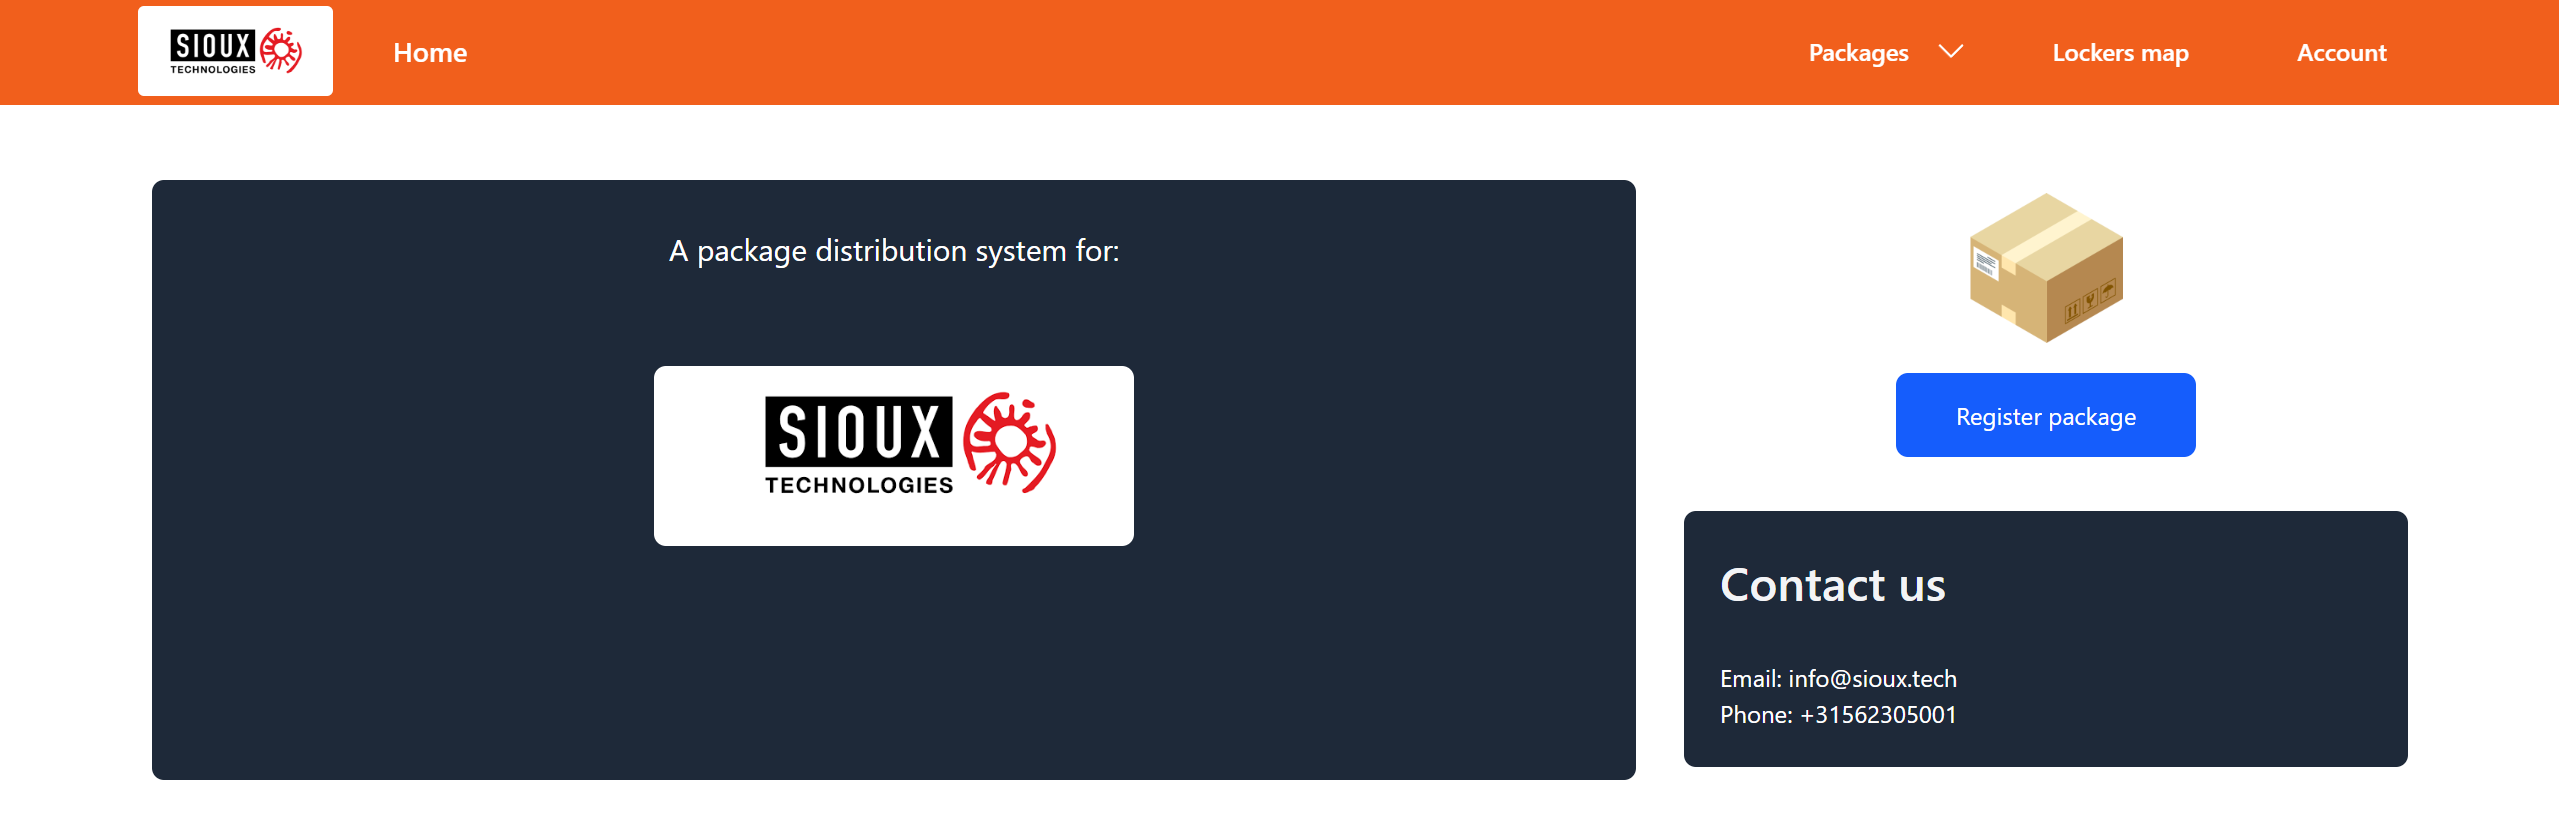 SIOUX
TECHNOLOGIES
Home
Packages
Lockers map
Account
A package distribution system for:
SIOUX
TECHNOLOGIES
Register package
Contact us
Email: info@sioux.tech
Phone: +31562305001